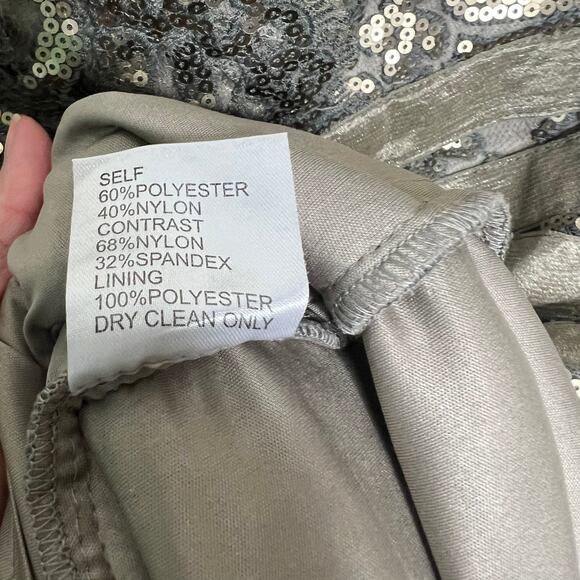 SELF
60%POLYESTER
40%NYLON
CONTRAST
68%NYLON
32%SPANDEX
LINING
100%POLYESTER
DRY CLEAN ONLY